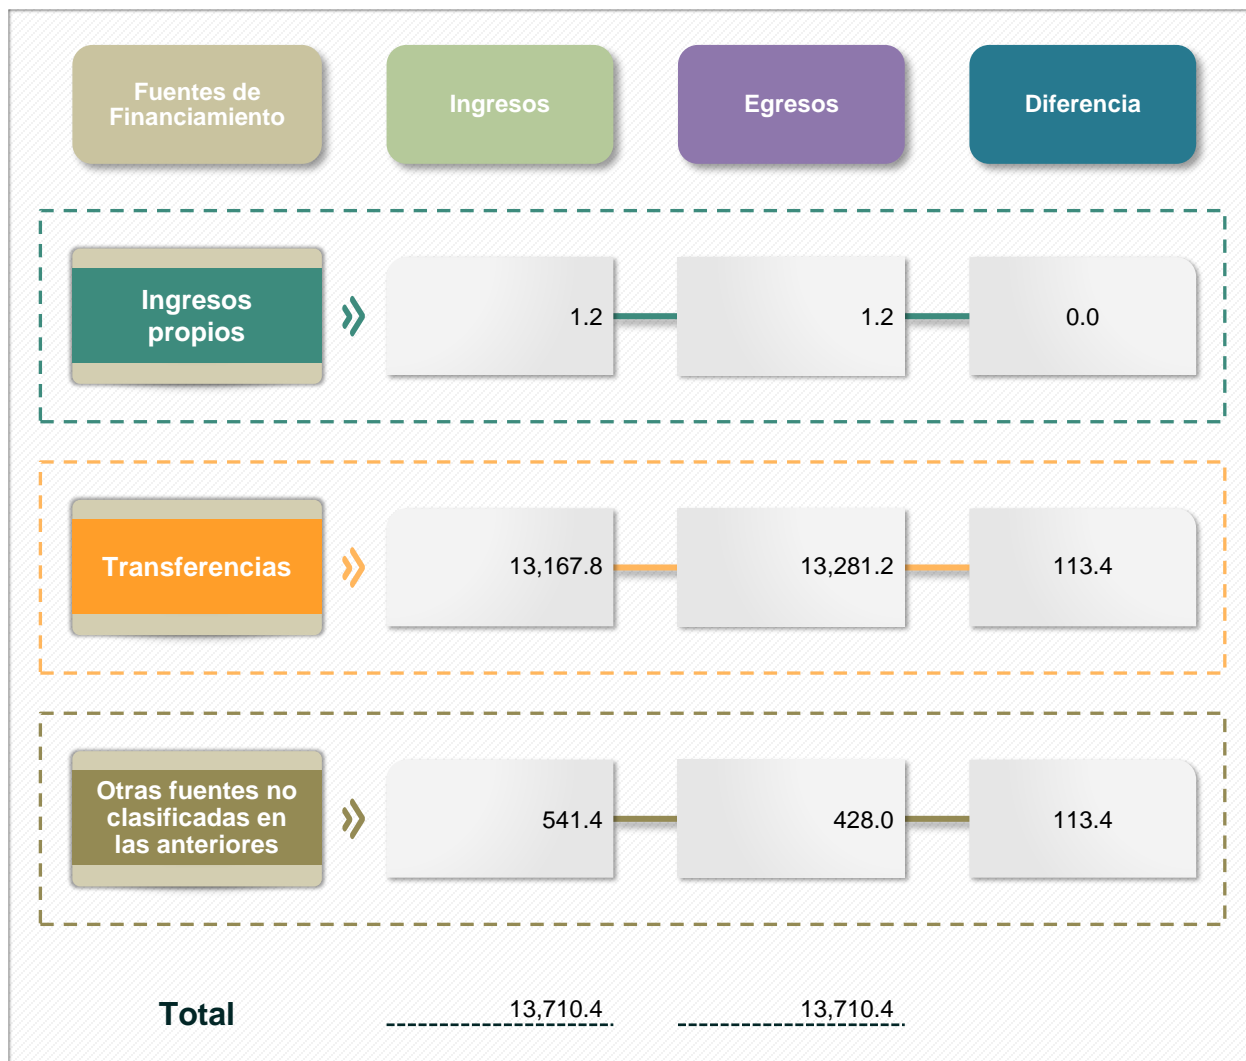 Fuentes de
Financiamiento
Ingresos
Egresos
Diferencia
Ingresos
propios
1.2
1.2
0.0
Transferencias
13,167.8
13,281.2
113.4
Otras fuentes no
clasificadas en
las anteriores
541.4
428.0
113.4
Total
13,710.4
13,710.4